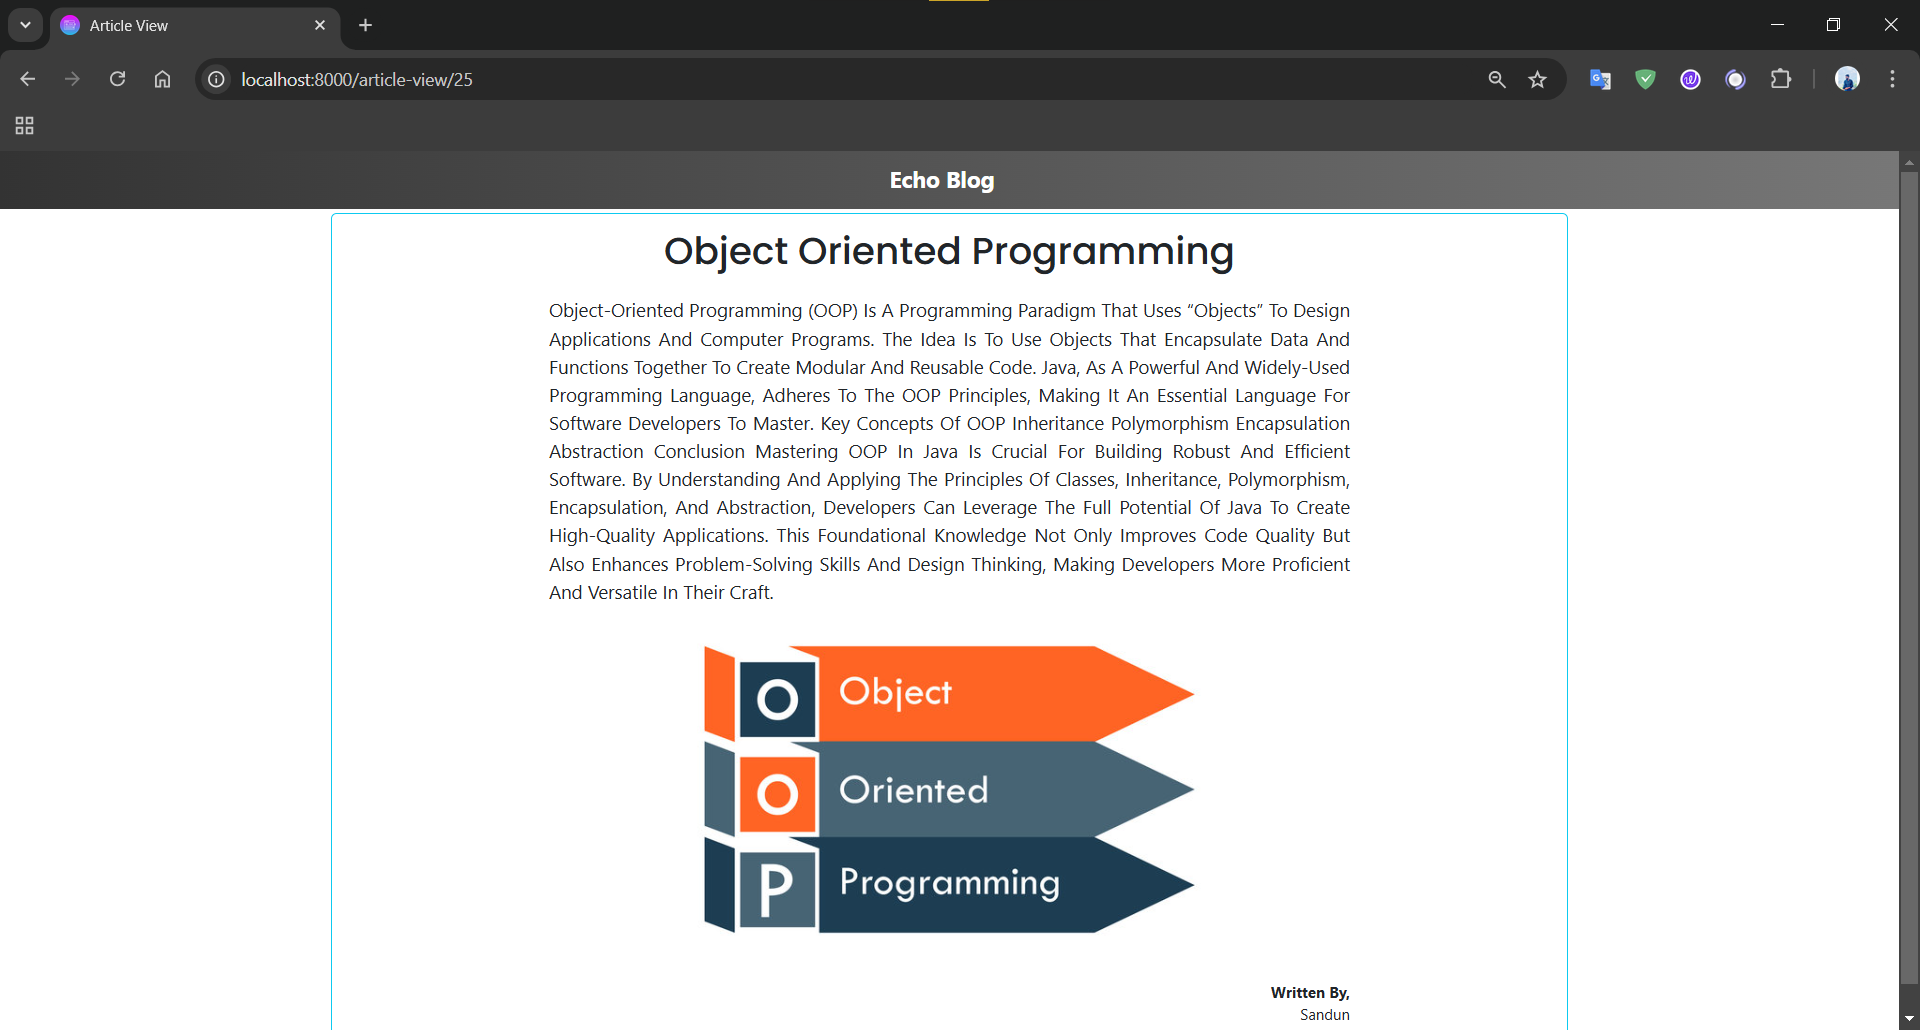 Article View
localhost:8000/article-view/25
Echo Blog
Object Oriented Programming
Object-Oriented Programming (OOP) Is A Programming Paradigm That Uses “Objects” To Design
Applications And Computer Programs. The Idea Is To Use Objects That Encapsulate Data And
Functions Together To Create Modular And Reusable Code. Java, As A Powerful And Widely-Used
Programming Language, Adheres To The OOP Principles, Making It An Essential Language For
Software Developers To Master. Key Concepts Of OOP Inheritance Polymorphism Encapsulation
Abstraction Conclusion Mastering OOP In Java Is Crucial For Building Robust And Efficient
Software. By Understanding And Applying The Principles Of Classes, Inheritance, Polymorphism,
Encapsulation, And Abstraction, Developers Can Leverage The Full Potential Of Java To Create
High-Quality Applications. This Foundational Knowledge Not Only Improves Code Quality But
Also Enhances Problem-Solving Skills And Design Thinking, Making Developers More Proficient
And Versatile In Their Craft.
O Object
O Oriented
P Programming
Written By,
Sandun